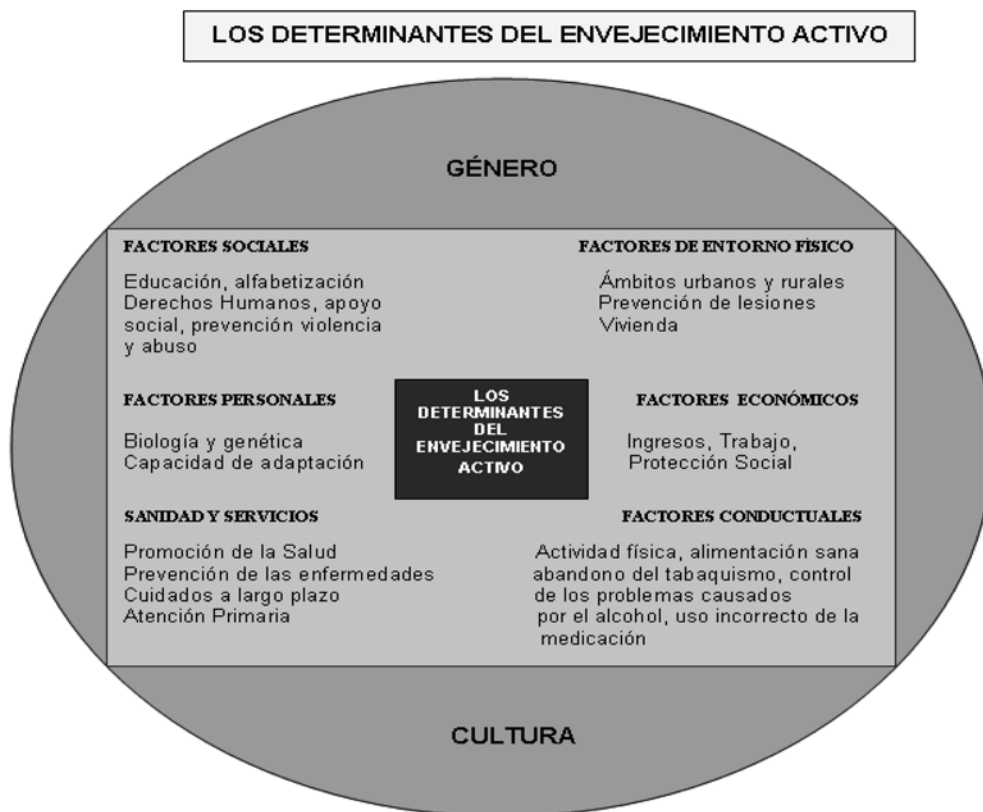 LOS DETERMINANTES DEL ENVEJECIMIENTO ACTIVO
GÉNERO
FACTORES SOCIALES
Educación, alfabetización
Derechos Humanos, apoyo
social, prevención violencia
y abuso
FACTORES DE ENTORNO FÍSICO
Ámbitos urbanos y rurales
Prevención de lesiones
Vivienda
FACTORES PERSONALES
Biología y genética
Capacidad de adaptación
LOS
DETERMINANTES
DEL
ENVEJECIMIENTO
ACTIVO
FACTORES ECONÓMICOS
Ingresos, Trabajo,
Protección Social
SANIDAD Y SERVICIOS
Promoción de la Salud
Prevención de las enfermedades
Cuidados a largo plazo
Atención Primaria
FACTORES CONDUCTUALES
Actividad física, alimentación sana
abandono del tabaquismo, control
de los problemas causados
por el alcohol, uso incorrecto de la
medicación
CULTURA